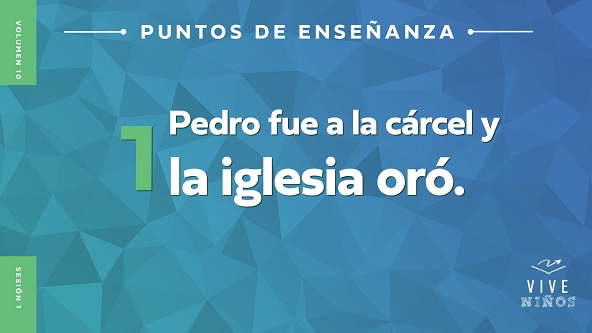 VOLUMEN 10
PUNTOS DE ENSEÑANZA
1
Pedro fue a la cárcel y
la iglesia oró.
SESIÓN 1
VIVE
NIÑOS